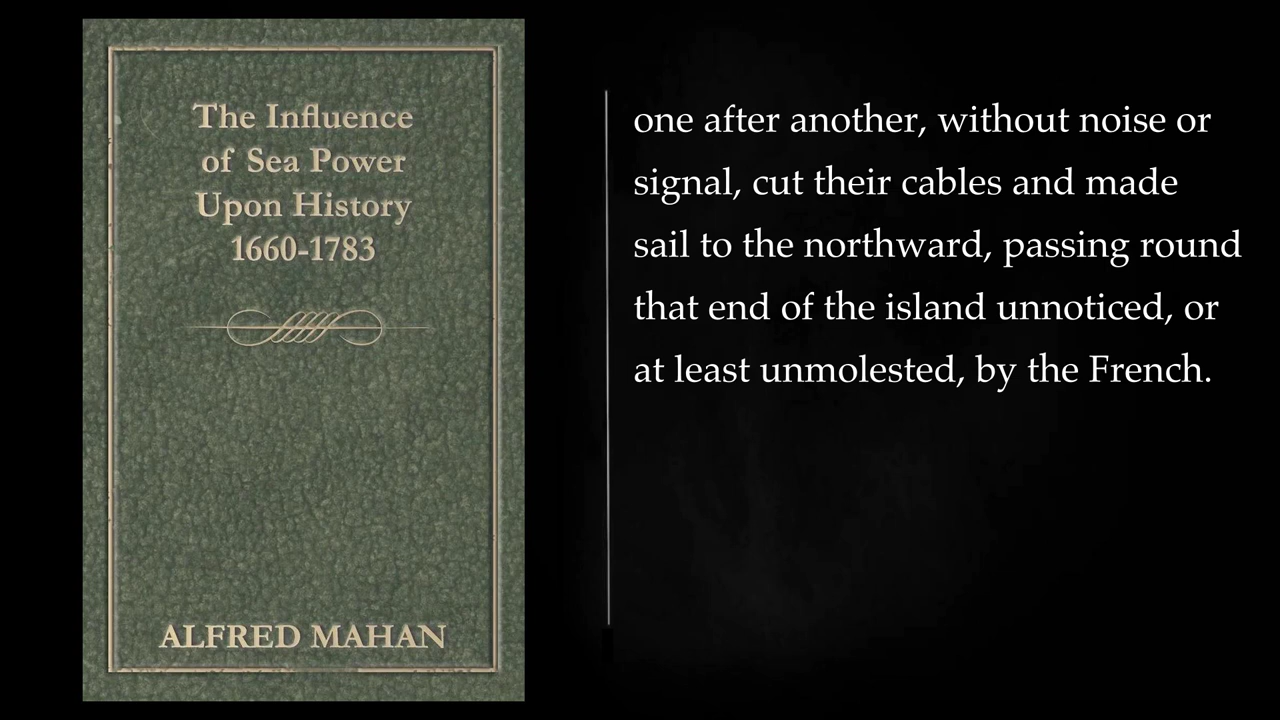 The Influence
of Sea Power
Upon History
1660-1783
ALFRED MAHAN
one after another, without noise or
signal, cut their cables and made
sail to the northward, passing round
that end of the island unnoticed, or
at least unmolested, by the French.